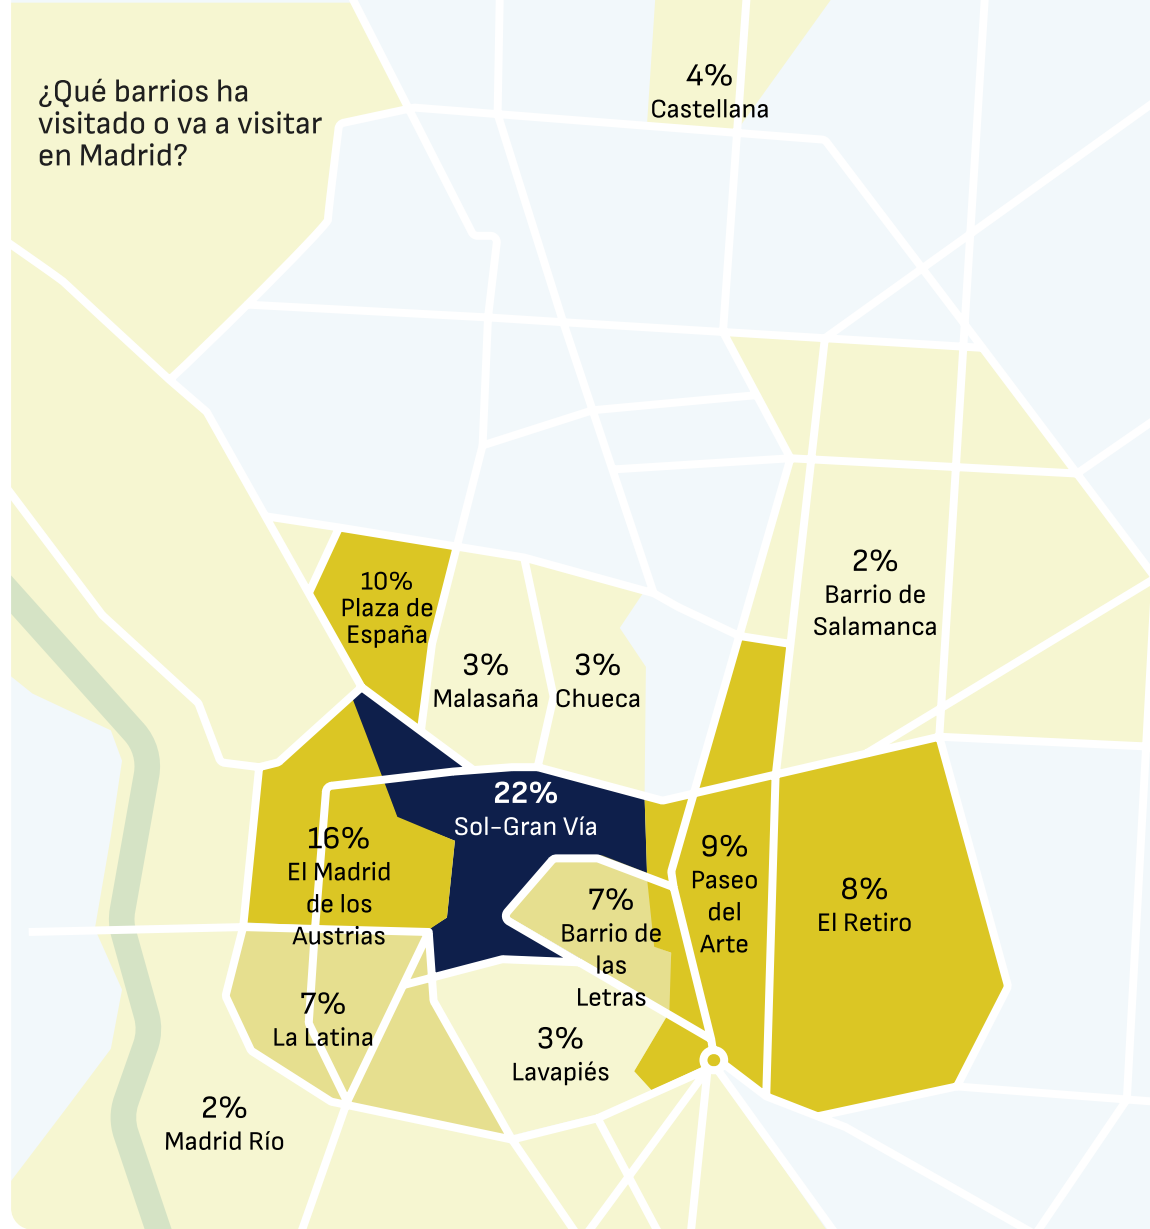 ¿Qué barrios ha
visitado o va a visitar
en Madrid?
4%
Castellana
2%
Barrio de
Salamanca
10%
Plaza de
España
3%
Malasaña
3%
Chueca
22%
Sol-Gran Vía
16%
El Madrid
de los
Austrias
9%
Paseo
del
Arte
8%
El Retiro
7%
Barrio de
las
Letras
7%
La Latina
3%
Lavapiés
2%
Madrid Río